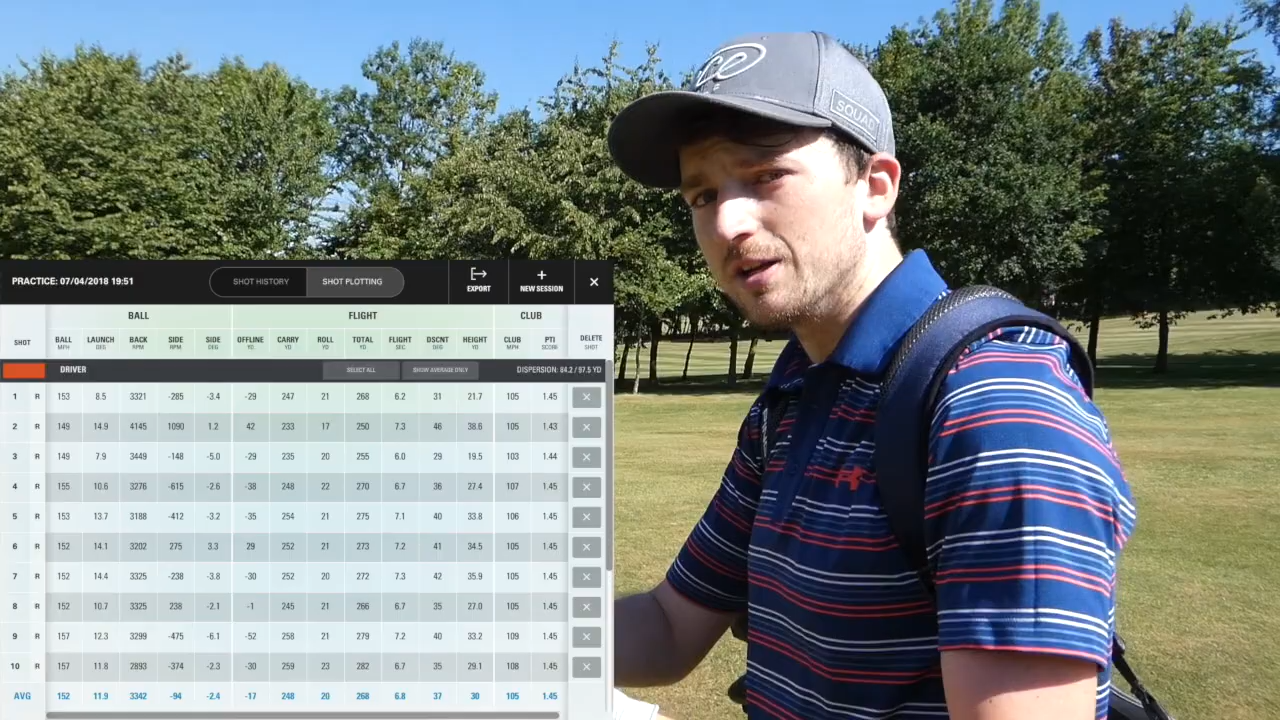 ee
SQUAD
PRACTICE: 07/04/2018 19:51
SHOT HISTORY
SHOT PLOTTING
EXPORT
NEW SESSION
BALL FLIGHT CLUB
SHOT BALL LAUNCH BACK SIDE SIDE OFFLINE CARRY ROLL TOTAL FLIGHT DSCNT HEIGHT CLUB PTI DELETE
MPH DEG RPM RPM DEG YD YD YD YD SEC DEG YD MPH SCORE SHOT
DRIVER SELECT ALL SHOW AVERAGE ONLY DISPERSION: 84.2 / 97.5 YD
1 R 153 8.5 3321 -285 -3.4 -29 247 21 268 6.2 31 21.7 105 1.45
2 R 149 14.9 4145 1090 1.2 42 233 17 250 7.3 46 38.6 105 1.43
3 R 149 7.9 3449 -148 -5.0 -29 235 20 255 6.0 29 19.5 103 1.44
4 R 155 10.6 3276 -615 -2.6 -38 248 22 270 6.7 36 27.4 107 1.45
5 R 153 13.7 3188 -412 -3.2 -35 254 21 275 7.1 40 33.8 106 1.45
6 R 152 14.1 3202 275 3.3 29 252 21 273 7.2 41 34.5 105 1.45
7 R 152 14.4 3325 -238 -3.8 -30 252 20 272 7.3 42 35.9 105 1.45
8 R 152 10.7 3325 238 -2.1 -1 245 21 266 6.7 35 27.0 105 1.45
9 R 157 12.3 3299 -475 -6.1 -52 258 21 279 7.2 40 33.2 109 1.45
10 R 157 11.8 2893 -374 -2.3 -30 259 23 282 6.7 35 29.1 108 1.45
AVG 152 11.9 3342 -94 -2.4 -17 248 20 268 6.8 37 30 105 1.45